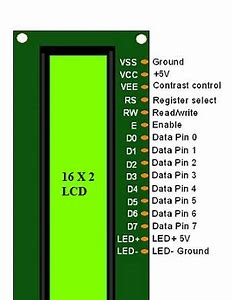 VSS Ground
VCC +5V
VEE Contrast control
RS Register select
RW Read/write
E Enable
D0 Data Pin 0
D1 Data Pin 1
D2 Data Pin 2
D3 Data Pin 3
D4 Data Pin 4
D5 Data Pin 5
D6 Data Pin 6
D7 Data Pin 7
LED+ LED+ 5V
LED- LED- Ground
16 X 2
LCD